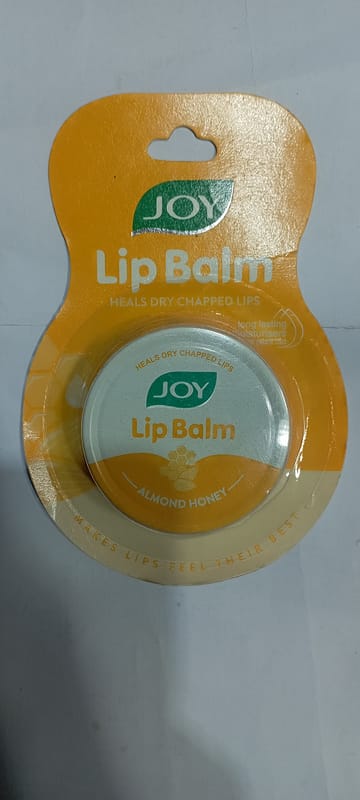 JOY
Lip Balm
HEALS DRY CHAPPED LIPS
long lasting
HEALS DRY CHAPPED LIPS
JOY
Lip Balm
ALMOND HONEY
MAKES LIPS FEEL THEIR BEST